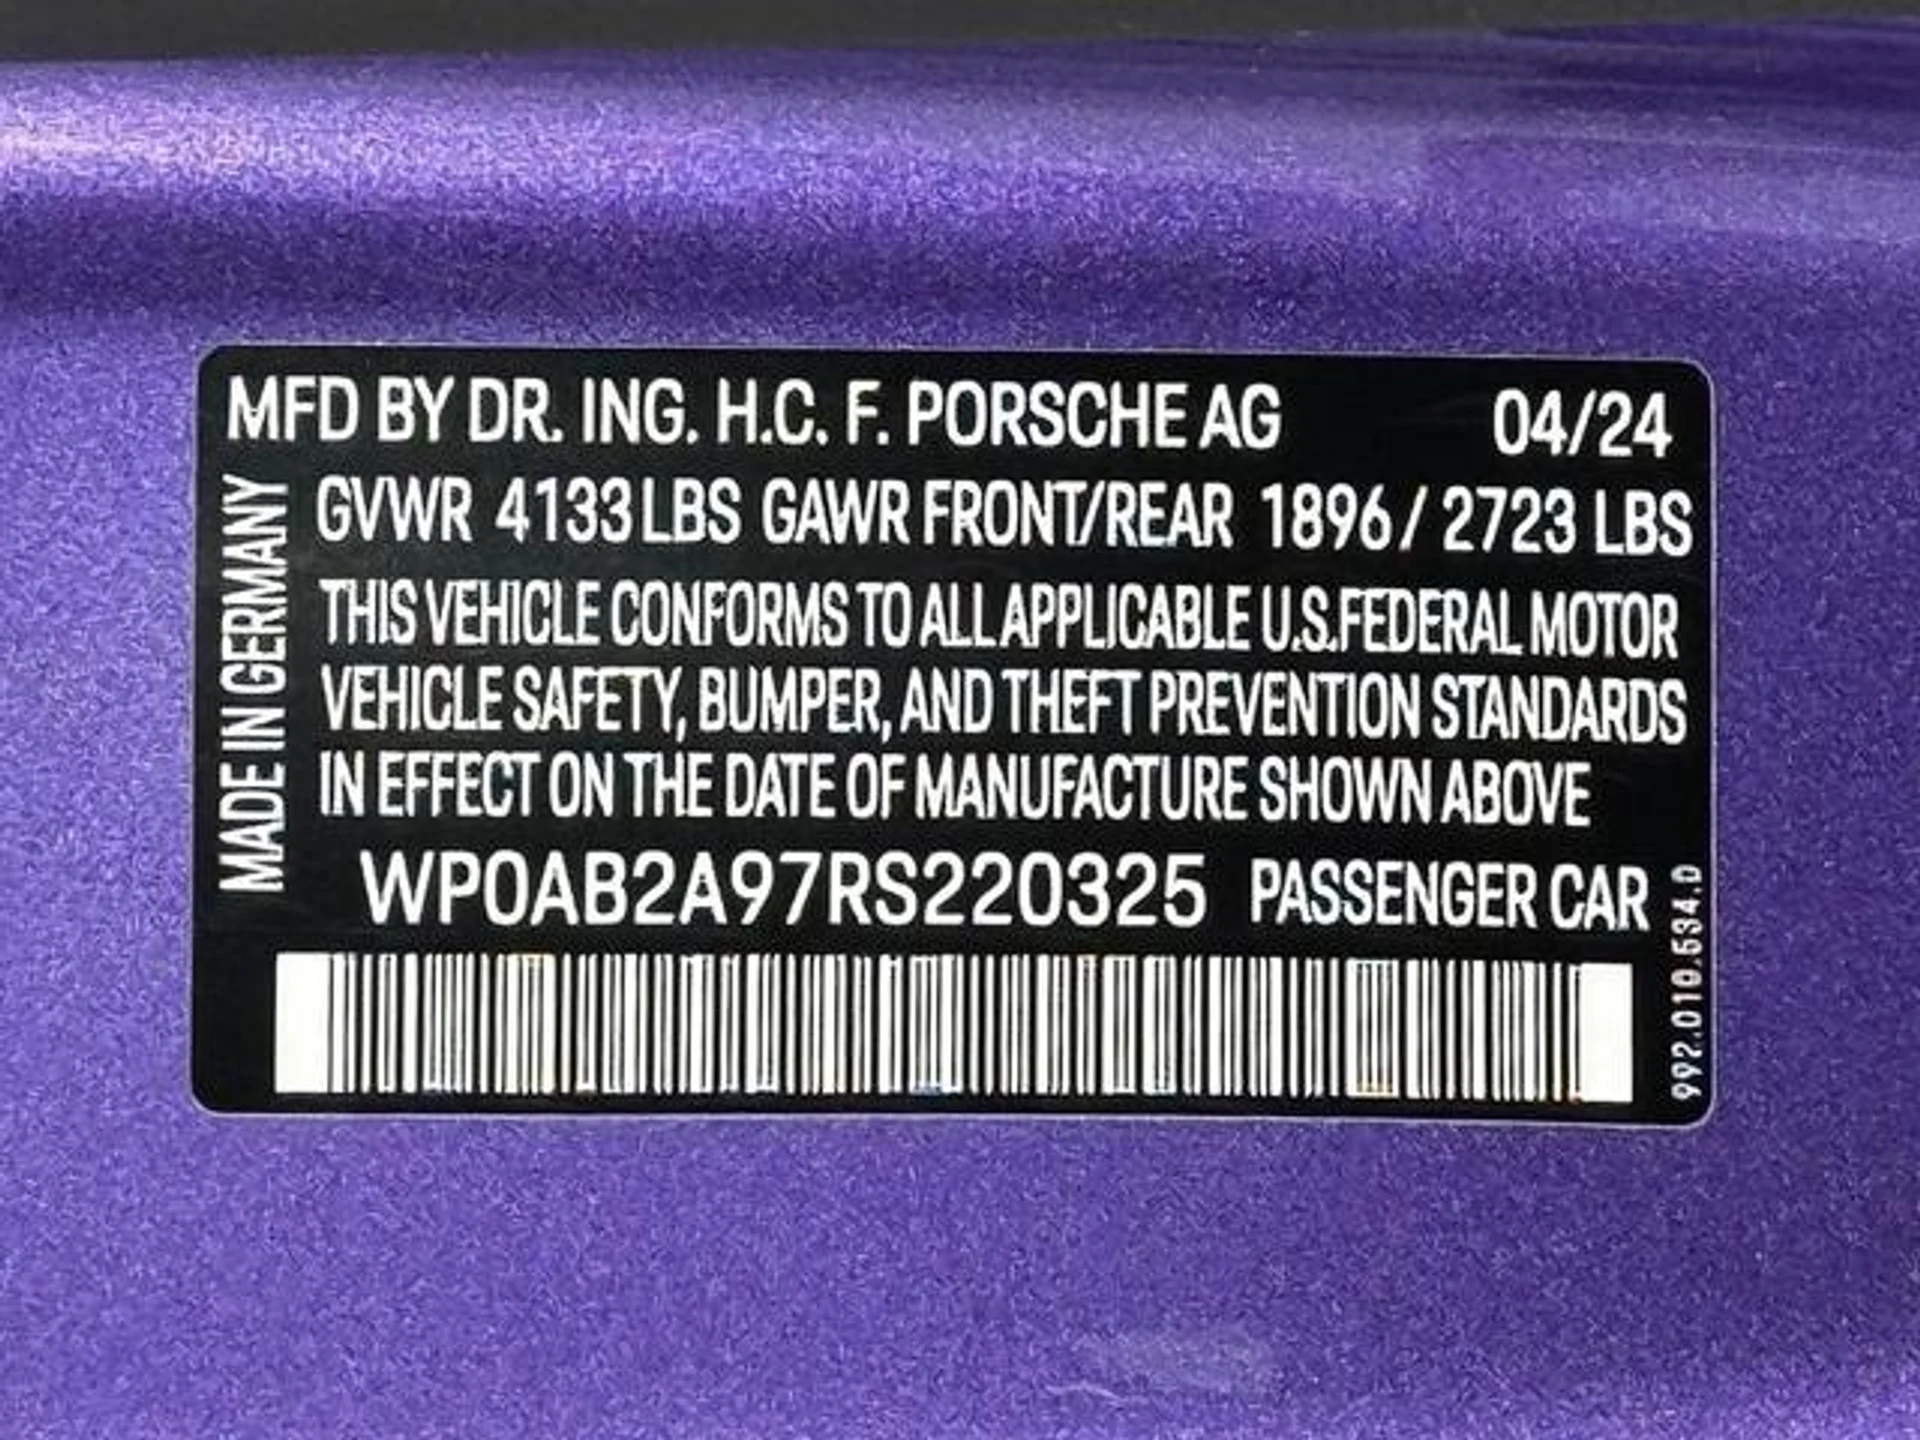 MFD BY DR. ING. H.C. F. PORSCHE AG 04/24
GVWR 4133 LBS GAWR FRONT/REAR 1896 / 2723 LBS
THIS VEHICLE CONFORMS TO ALL APPLICABLE U.S.FEDERAL MOTOR
VEHICLE SAFETY, BUMPER, AND THEFT PREVENTION STANDARDS
IN EFFECT ON THE DATE OF MANUFACTURE SHOWN ABOVE
WP0AB2A97RS220325 PASSENGER CAR
MADE IN GERMANY
992.010.534.D